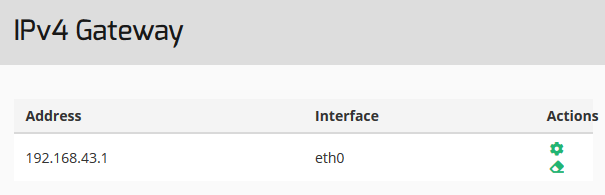 IPv4 Gateway
Address Interface Actions
192.168.43.1 eth0